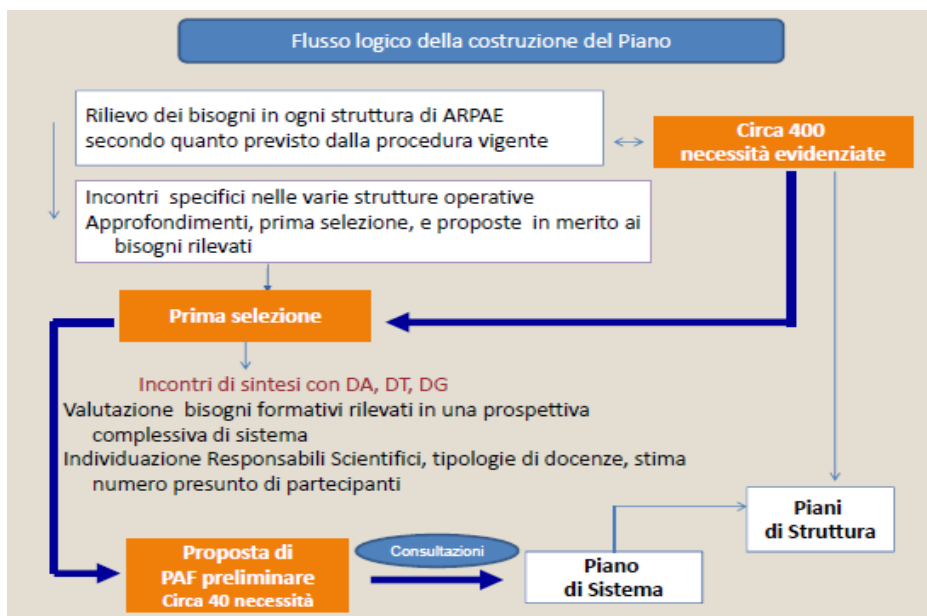 Flusso logico della costruzione del Piano
Rilievo dei bisogni in ogni struttura di ARPAE
secondo quanto previsto dalla procedura vigente
Circa 400
necessità evidenziate
Incontri specifici nelle varie strutture operative
Approfondimenti, prima selezione, e proposte in merito ai
bisogni rilevati
Prima selezione
Incontri di sintesi con DA, DT, DG
Valutazione bisogni formativi rilevati in una prospettiva
complessiva di sistema
Individuazione Responsabili Scientifici, tipologie di docenze, stima
numero presunto di partecipanti
Piani
di Struttura
Proposta di
PAF preliminare
Circa 40 necessità
Consultazioni
Piano
di Sistema